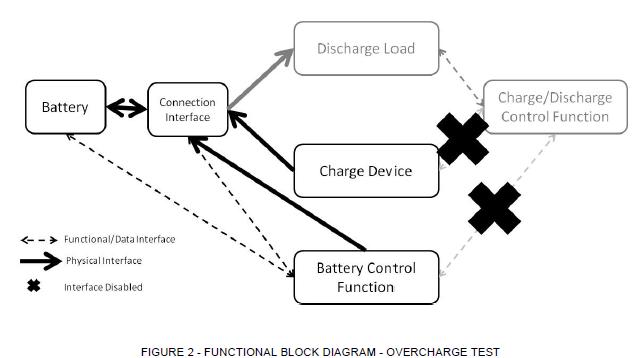 Discharge Load
Battery
Connection
Interface
Charge/Discharge
Control Function
Charge Device
Battery Control
Function
Functional/Data Interface
Physical Interface
Interface Disabled
FIGURE 2 - FUNCTIONAL BLOCK DIAGRAM - OVERCHARGE TEST